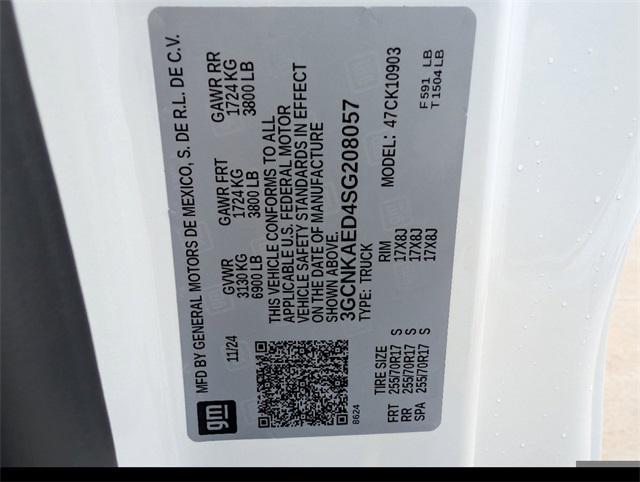 MFD BY GENERAL MOTORS DE MEXICO, S. DE R.L. DE C.V.
11/24 GVWR GAWR FRT GAWR RR
3130 KG 1724 KG 1724 KG
6900 LB 3800 LB 3800 LB
THIS VEHICLE CONFORMS TO ALL
APPLICABLE U.S. FEDERAL MOTOR
VEHICLE SAFETY STANDARDS IN EFFECT
ON THE DATE OF MANUFACTURE
SHOWN ABOVE.
3GCNKAED4SG208057
TYPE: TRUCK
gm
8624
MODEL: 47CK10903
TIRE SIZE RIM
FRT 255/70R17 S 17X8J
RR 255/70R17 S 17X8J
SPA 255/70R17 S 17X8J
F 591 LB
T 1504 LB